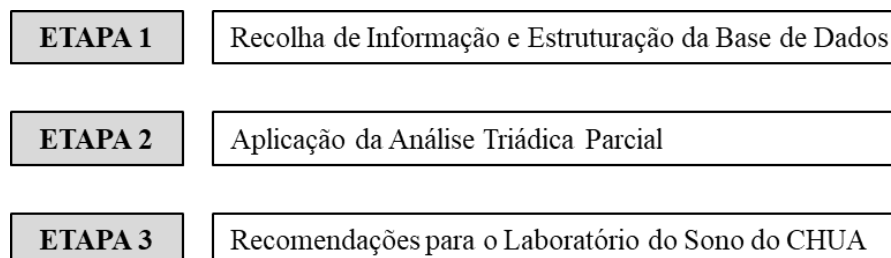 ETAPA 1 Recolha de Informação e Estruturação da Base de Dados
ETAPA 2 Aplicação da Análise Triádica Parcial
ETAPA 3 Recomendações para o Laboratório do Sono do CHUA